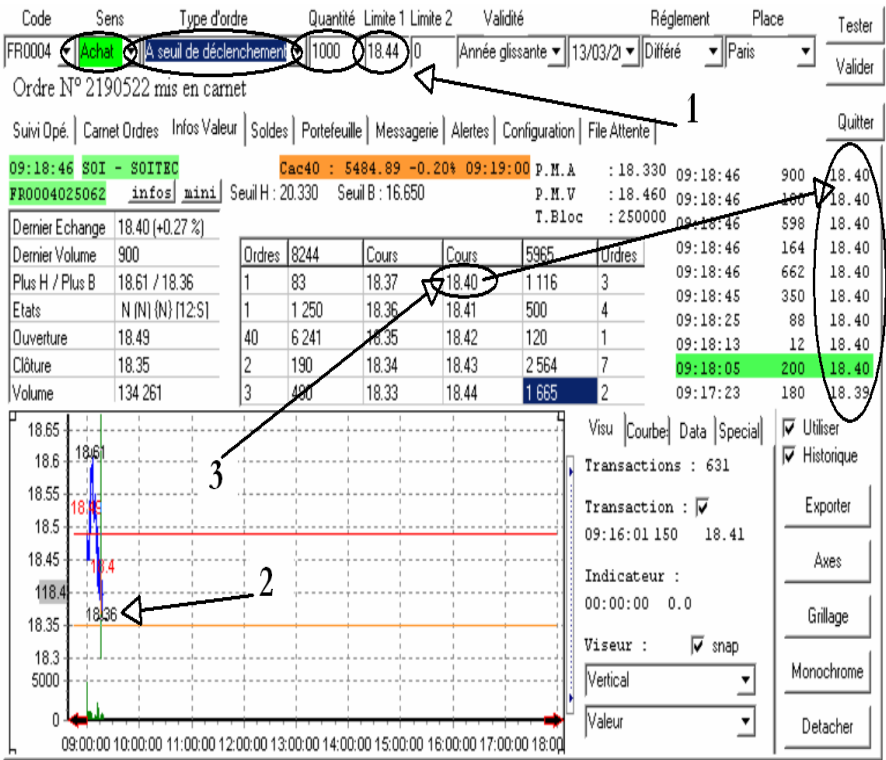 Code Sens Type d'ordre Quantité Limite 1 Limite 2 Validité Réglement Place
Tester
FR0004 Achat A seuil de déclenchement 1000 18.44 0 Année glissante 13/03/2 Différé Paris
Valider
Ordre N° 2190522 mis en carnet
1
Quitter
Suivi Opé. Carnet Ordres Infos Valeur Soldes Portefeuille Messagerie Alertes Configuration File Attente
09:18:46 SOI - SOITEC Cac40 : 5484.89 -0.20% 09:19:00 P.M.A : 18.330
FR0004025062 infos mini Seuil H : 20.330 Seuil B : 16.650 P.M.V : 18.460
T.Bloc : 250000
09:18:46 900 18.40
09:18:46 18.40
09:18:46 598 18.40
09:18:46 164 18.40
09:18:46 662 18.40
09:18:45 350 18.40
09:18:25 88 18.40
09:18:13 12 18.40
09:18:05 200 18.40
09:17:23 180 18.39
Dernier Echange 18.40 (+0.27 %)
Dernier Volume 900
Plus H / Plus B 18.61 / 18.36
Etats N (N) {N} [12:S]
Ouverture 18.49
Clôture 18.35
Volume 134 261
Ordres 8244 Cours Cours 5965 Ordres
1 83 18.37 18.40 1 116 3
1 1 250 18.36 18.41 500 4
40 6 241 18.35 18.42 120 1
2 190 18.34 18.43 2 564 7
3 480 18.33 18.44 1 665 2
3
18.65
18.6
18.55
18.5
18.45
118.4
18.35
18.3
5000
0
18.61
18.49
18.4
18.36
2
09:00:00 10:00:00 11:00:00 12:00:00 13:00:00 14:00:00 15:00:00 16:00:00 17:00:00 18:00
Visu Courbe Data Special
Transactions : 631
Transaction :
09:16:01 150 18.41
Indicateur :
00:00:00 0.0
Viseur : snap
Vertical
Valeur
Utiliser
Historique
Exporter
Axes
Grillage
Monochrome
Detacher